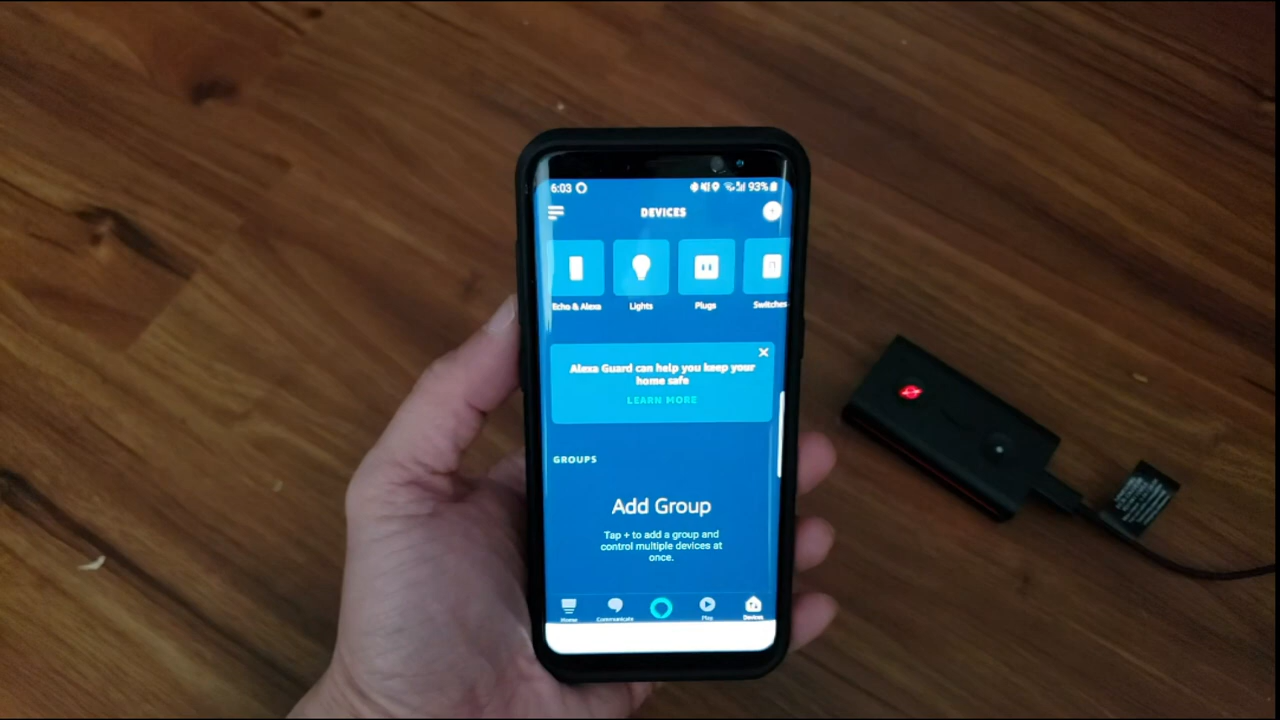 6:03
93%
DEVICES
Echo & Alexa
Lights
Plugs
Switches
Alexa Guard can help you keep your
home safe
LEARN MORE
GROUPS
Add Group
Tap + to add a group and
control multiple devices at
once.
Home
Communicate
Play
Devices